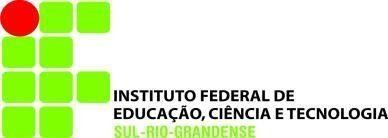 INSTITUTO FEDERAL DE
EDUCAÇÃO, CIÊNCIA E TECNOLOGIA
SUL-RIO-GRANDENSE